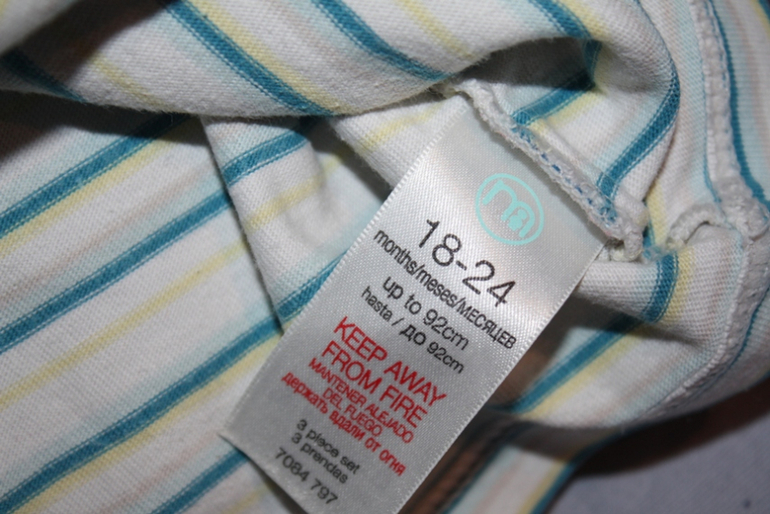 m
18-24
months/meses/МЕСЯЦЕВ
up to 92cm
hasta / до 92cm
KEEP AWAY
FROM FIRE
MANTENER ALEJADO
DEL FUEGO
держать вдали от огня
3 piece set
3 prendas
7084 797